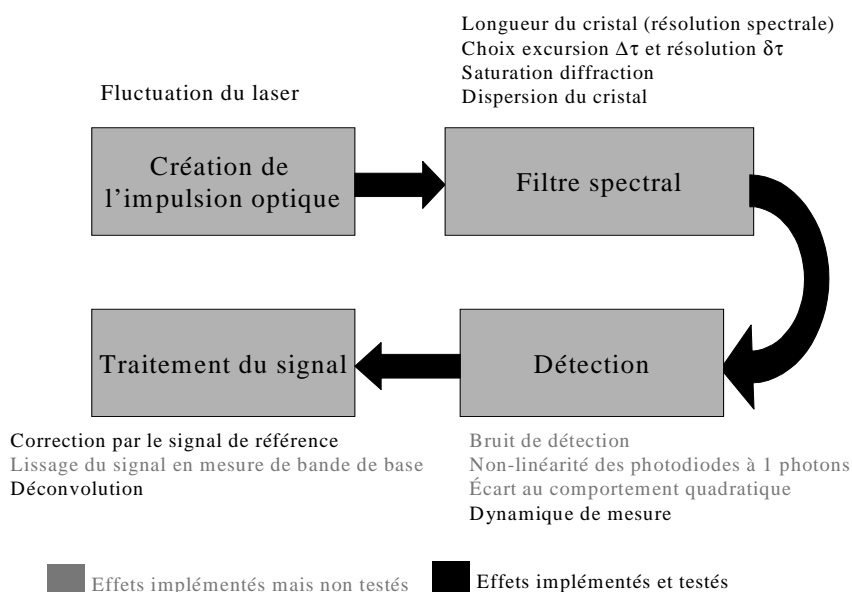 Longueur du cristal (résolution spectrale)
Choix excursion Δτ et résolution δτ
Saturation diffraction
Dispersion du cristal
Fluctuation du laser
Création de
l’impulsion optique
Filtre spectral
Traitement du signal
Détection
Correction par le signal de référence
Lissage du signal en mesure de bande de base
Déconvolution
Bruit de détection
Non-linéarité des photodiodes à 1 photons
Écart au comportement quadratique
Dynamique de mesure
Effets implémentés mais non testés
Effets implémentés et testés